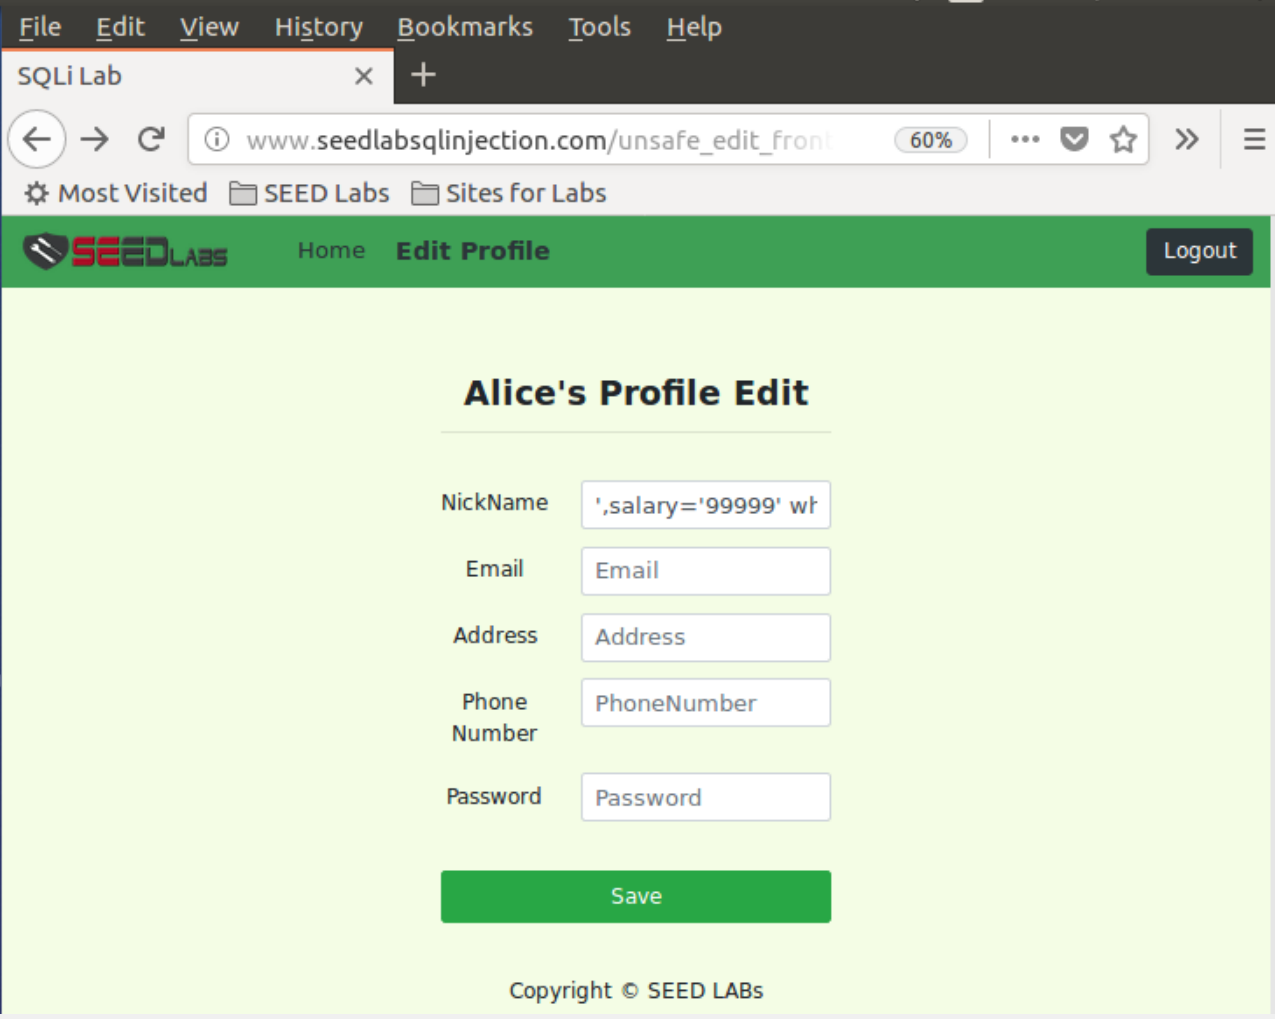 File Edit View History Bookmarks Tools Help
SQLi Lab
www.seedlabsqlinjection.com/unsafe_edit_front 60%
Most Visited SEED Labs Sites for Labs
SEEDLABS Home Edit Profile Logout
Alice's Profile Edit
NickName ',salary='99999' wh
Email Email
Address Address
Phone Number PhoneNumber
Password Password
Save
Copyright © SEED LABs